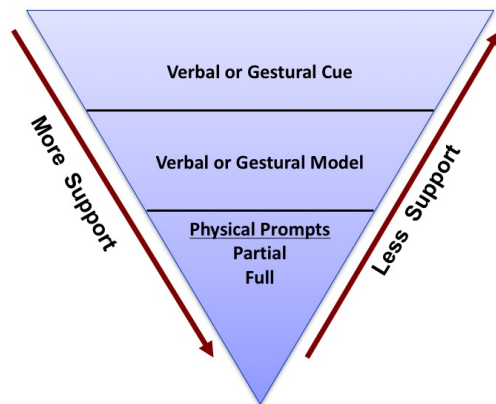 Verbal or Gestural Cue
Verbal or Gestural Model
Physical Prompts
Partial
Full
More Support
Less Support